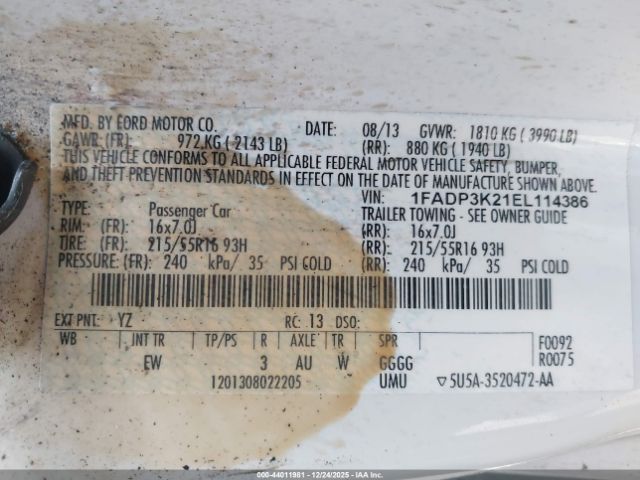 MFD. BY FORD MOTOR CO. DATE: 08/13 GVWR: 1810 KG ( 3990 LB)
GAWR: (FR): 972 KG ( 2143 LB) (RR): 880 KG ( 1940 LB)
THIS VEHICLE CONFORMS TO ALL APPLICABLE FEDERAL MOTOR VEHICLE SAFETY, BUMPER,
AND THEFT PREVENTION STANDARDS IN EFFECT ON THE DATE OF MANUFACTURE SHOWN ABOVE.
VIN: 1FADP3K21EL114386
TYPE: Passenger Car TRAILER TOWING - SEE OWNER GUIDE
RIM: (FR): 16x7.0J (RR): 16x7.0J
TIRE: (FR): 215/55R16 93H (RR): 215/55R16 93H
PRESSURE: (FR): 240 kPa/ 35 PSI COLD (RR): 240 kPa/ 35 PSI COLD
EXT PNT: YZ RC: 13 DSO:
WB INT TR TP/PS R AXLE TR SPR F0092
EW 3 AU W GGGG R0075
1201308022205 UMU ▽5U5A-3520472-AA
© - 44011981 - 12/24/2025 - IAAHOLDINGS, LLC